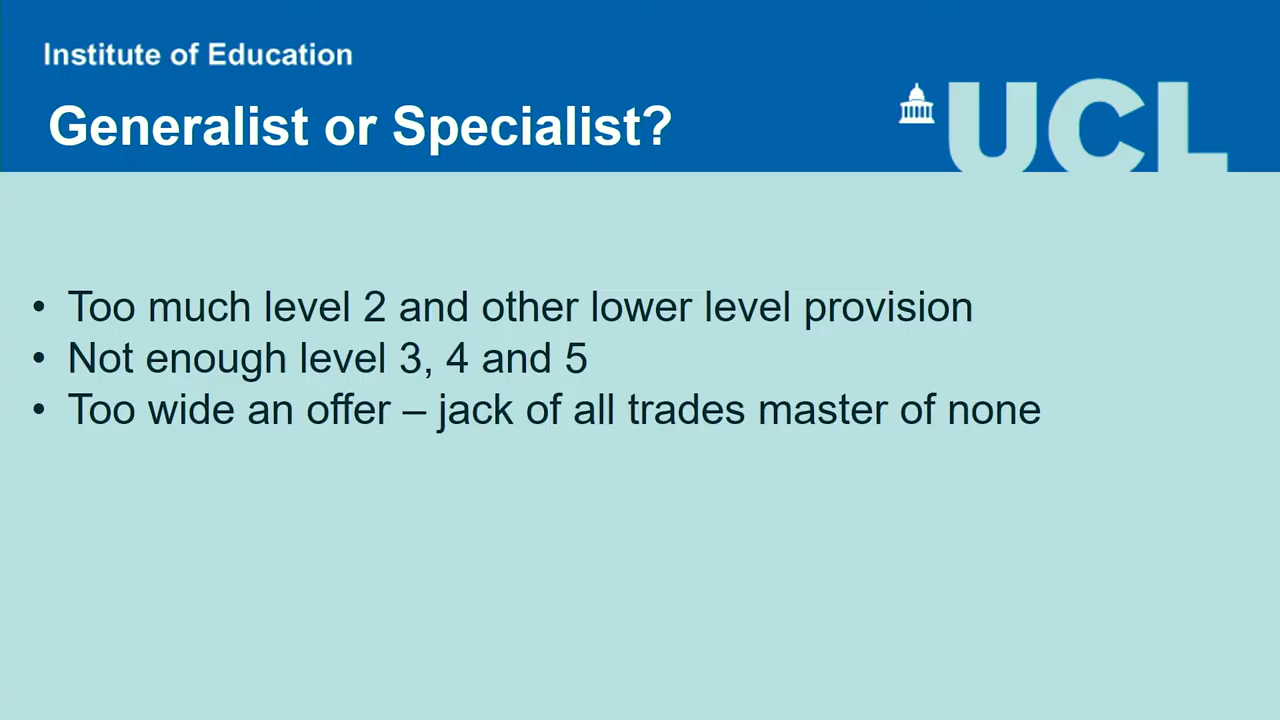 Institute of Education
Generalist or Specialist?
UCL
• Too much level 2 and other lower level provision
• Not enough level 3, 4 and 5
• Too wide an offer – jack of all trades master of none